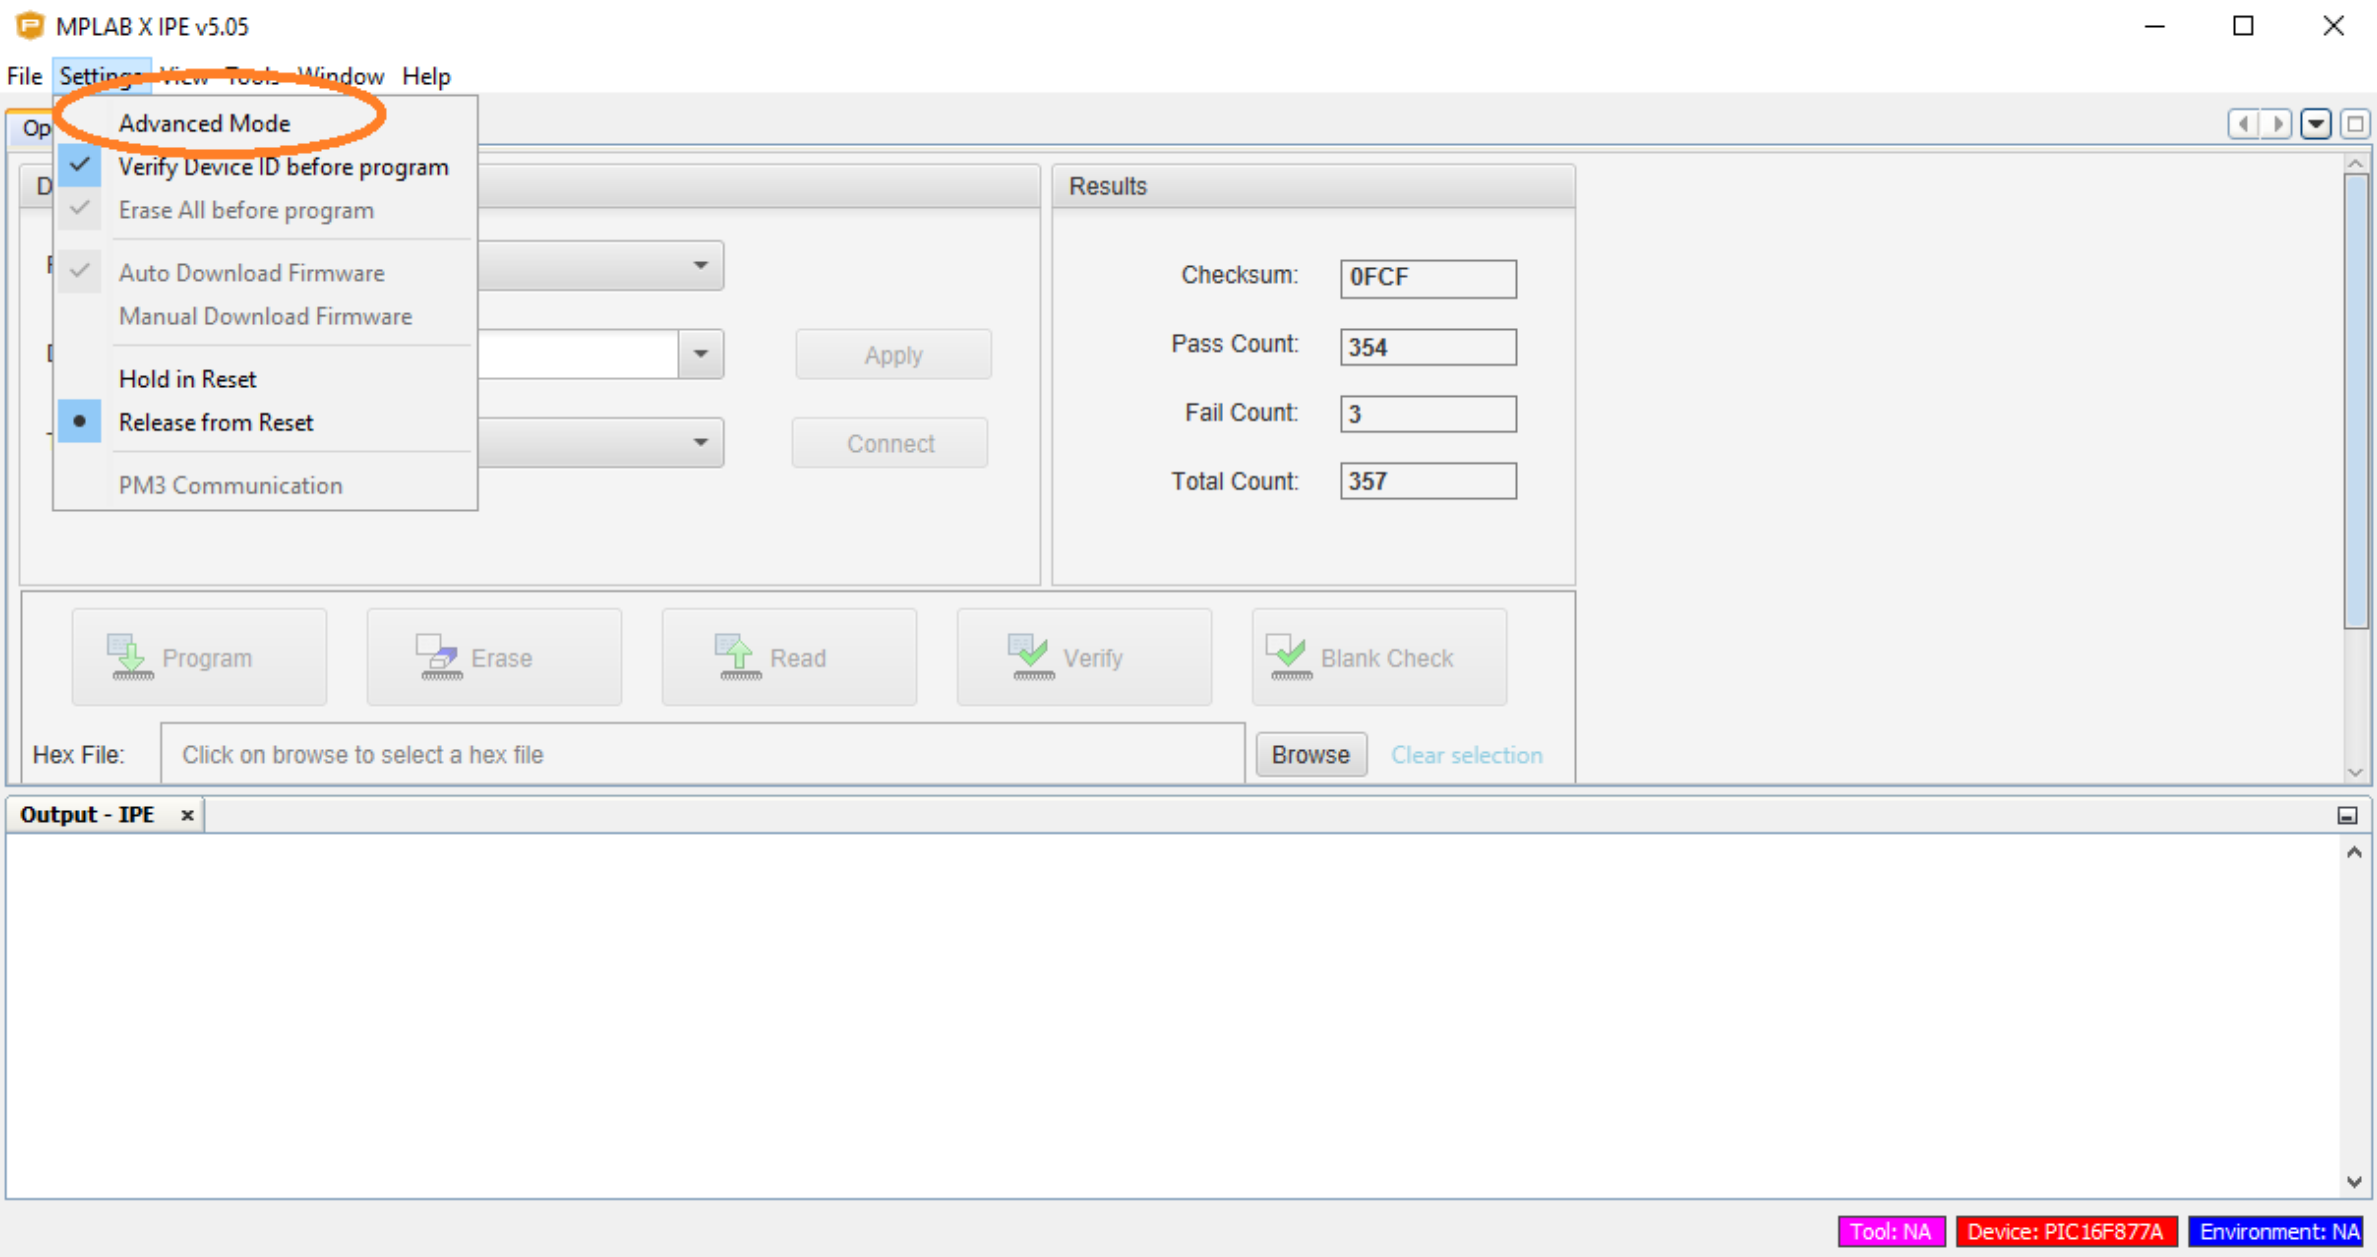 MPLAB X IPE v5.05
File Settings View Tools Window Help
Op
Advanced Mode
Verify Device ID before program
Erase All before program
Auto Download Firmware
Manual Download Firmware
Hold in Reset
Release from Reset
PM3 Communication
D
Apply
Connect
Results
Checksum: 0FCF
Pass Count: 354
Fail Count: 3
Total Count: 357
Program Erase Read Verify Blank Check
Hex File: Click on browse to select a hex file Browse Clear selection
Output - IPE
Tool: NA Device: PIC16F877A Environment: NA